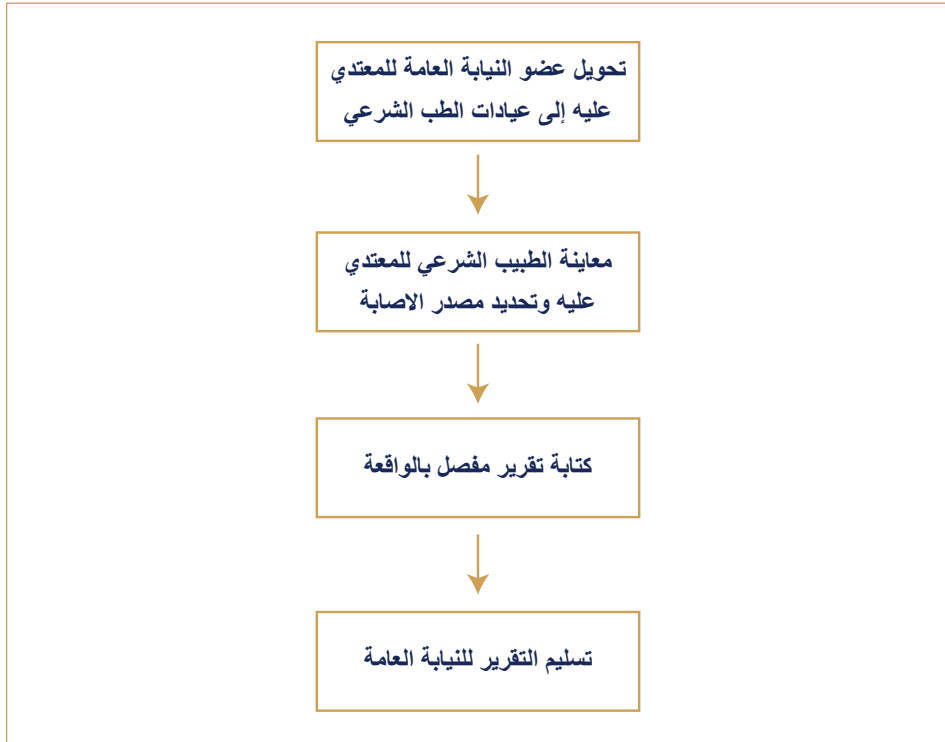 تحويل عضو النيابة العامة للمعتدي
عليه إلى عيادات الطب الشرعي
معاينة الطبيب الشرعي للمعتدي
عليه وتحديد مصدر الاصابة
كتابة تقرير مفصل بالواقعة
تسليم التقرير للنيابة العامة